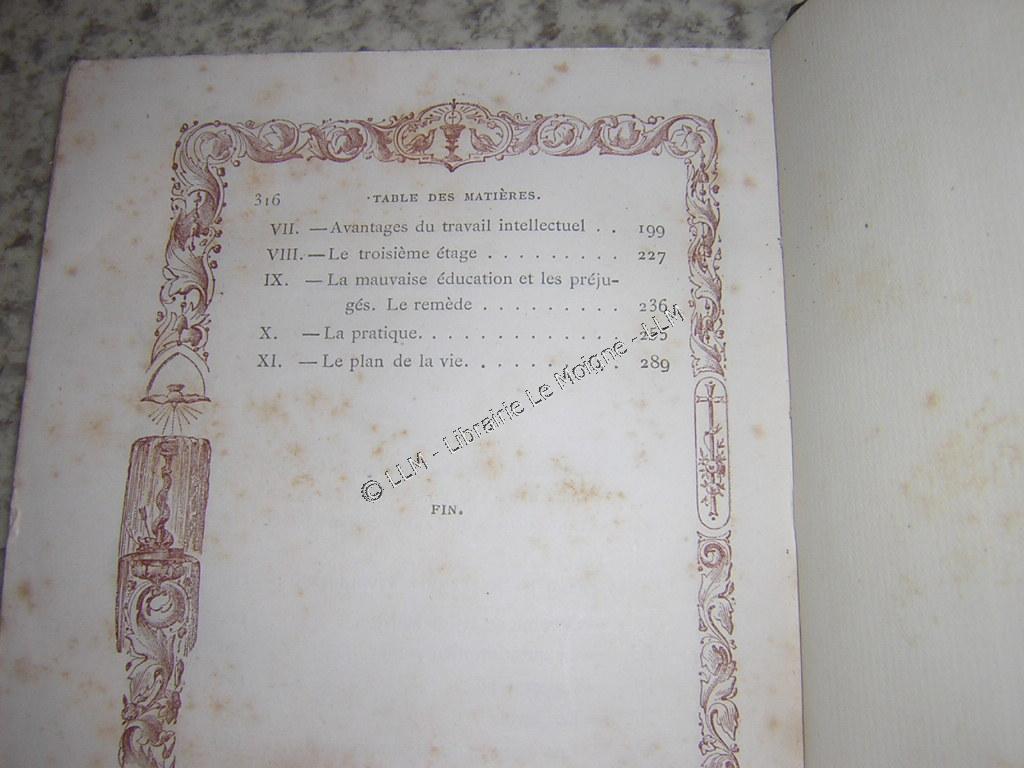 316 TABLE DES MATIÈRES.
VII. — Avantages du travail intellectuel . . 199
VIII. — Le troisième étage . . . . . . . . . 227
IX. — La mauvaise éducation et les préju-
gés. Le remède . . . . . . . . . 236
X. — La pratique. . . . . . . . . . . . .
XI. — Le plan de la vie. . . . . . . . . . 289
© LLM - Librairie Le Moigne - LLM
FIN.